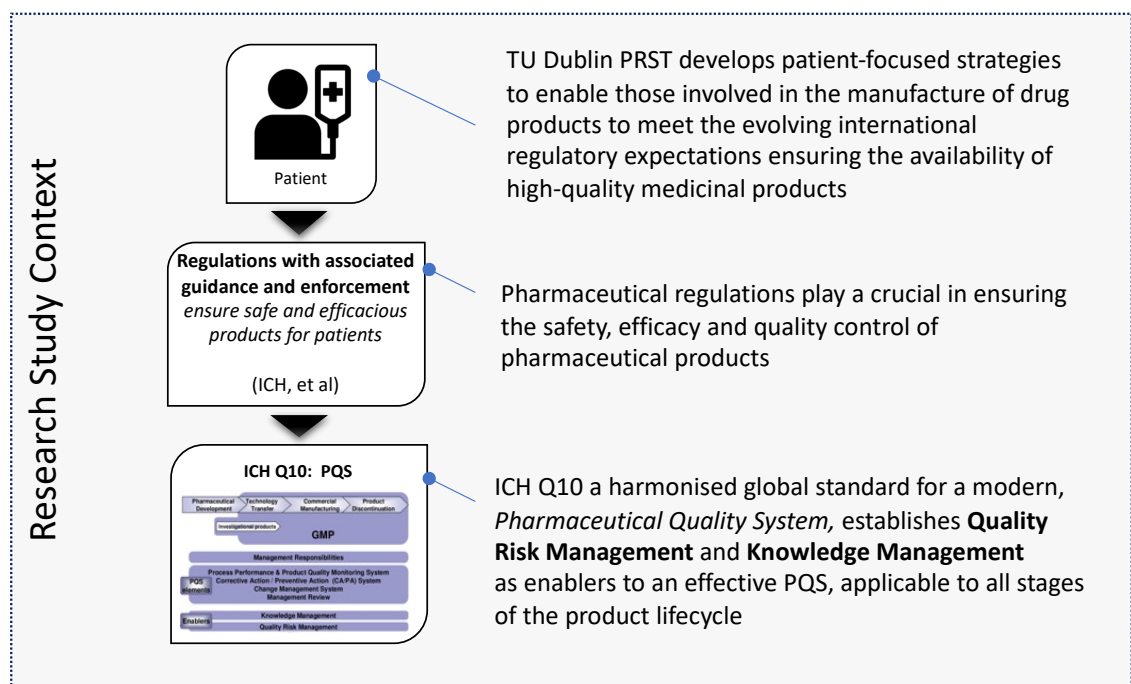 Research Study Context
Patient
TU Dublin PRST develops patient-focused strategies
to enable those involved in the manufacture of drug
products to meet the evolving international
regulatory expectations ensuring the availability of
high-quality medicinal products
Regulations with associated
guidance and enforcement
ensure safe and efficacious
products for patients
(ICH, et al)
Pharmaceutical regulations play a crucial in ensuring
the safety, efficacy and quality control of
pharmaceutical products
ICH Q10: PQS
Pharmaceutical
Development
Technology
Transfer
Commercial
Manufacturing
Product
Discontinuation
Investigational products
GMP
Management Responsibilities
PQS
elements
Process Performance & Product Quality Monitoring System
Corrective Action / Preventive Action (CA/PA) System
Change Management System
Management Review
Enablers
Knowledge Management
Quality Risk Management
ICH Q10 a harmonised global standard for a modern,
Pharmaceutical Quality System, establishes Quality
Risk Management and Knowledge Management
as enablers to an effective PQS, applicable to all stages
of the product lifecycle